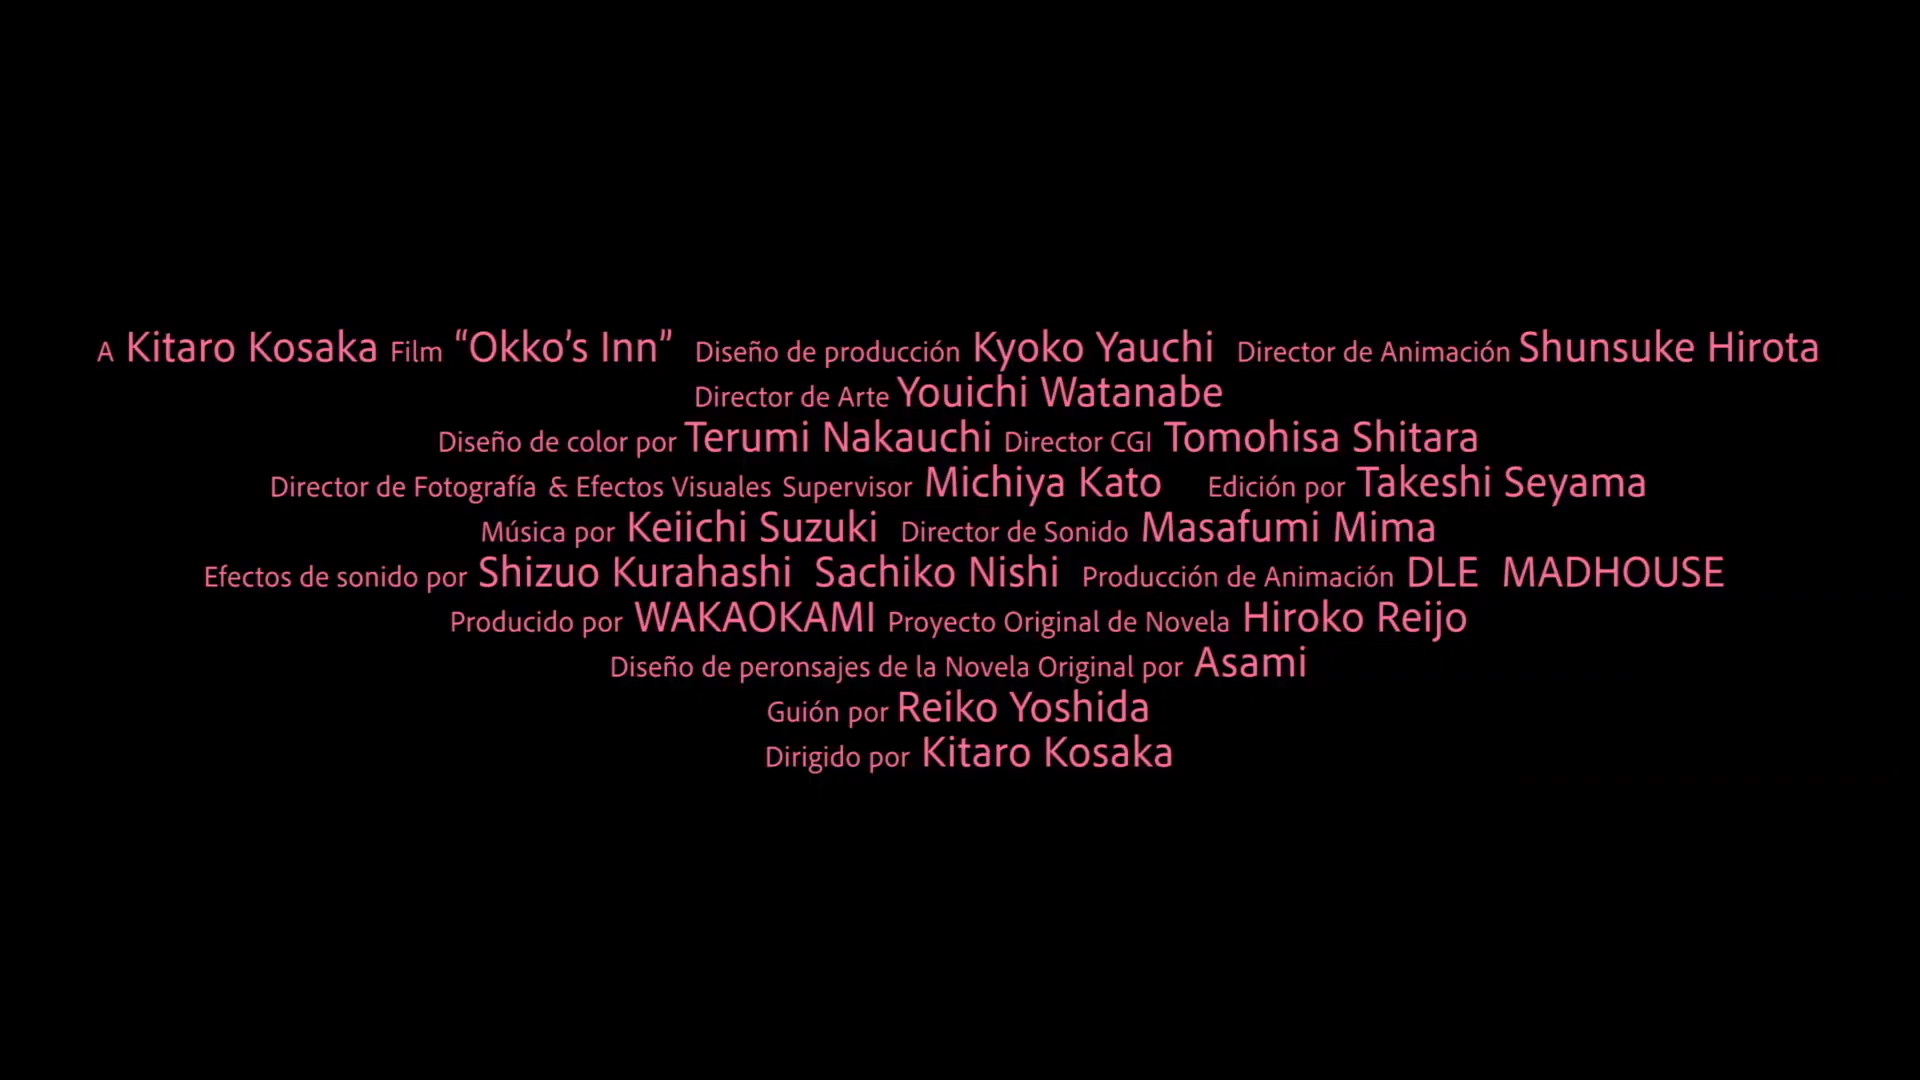 A Kitaro Kosaka Film “Okko’s Inn” Diseño de producción Kyoko Yauchi Director de Animación Shunsuke Hirota
Director de Arte Youichi Watanabe
Diseño de color por Terumi Nakauchi Director CGI Tomohisa Shitara
Director de Fotografía & Efectos Visuales Supervisor Michiya Kato Edición por Takeshi Seyama
Música por Keiichi Suzuki Director de Sonido Masafumi Mima
Efectos de sonido por Shizuo Kurahashi Sachiko Nishi Producción de Animación DLE MADHOUSE
Producido por WAKAOKAMI Proyecto Original de Novela Hiroko Reijo
Diseño de peronsajes de la Novela Original por Asami
Guión por Reiko Yoshida
Dirigido por Kitaro Kosaka